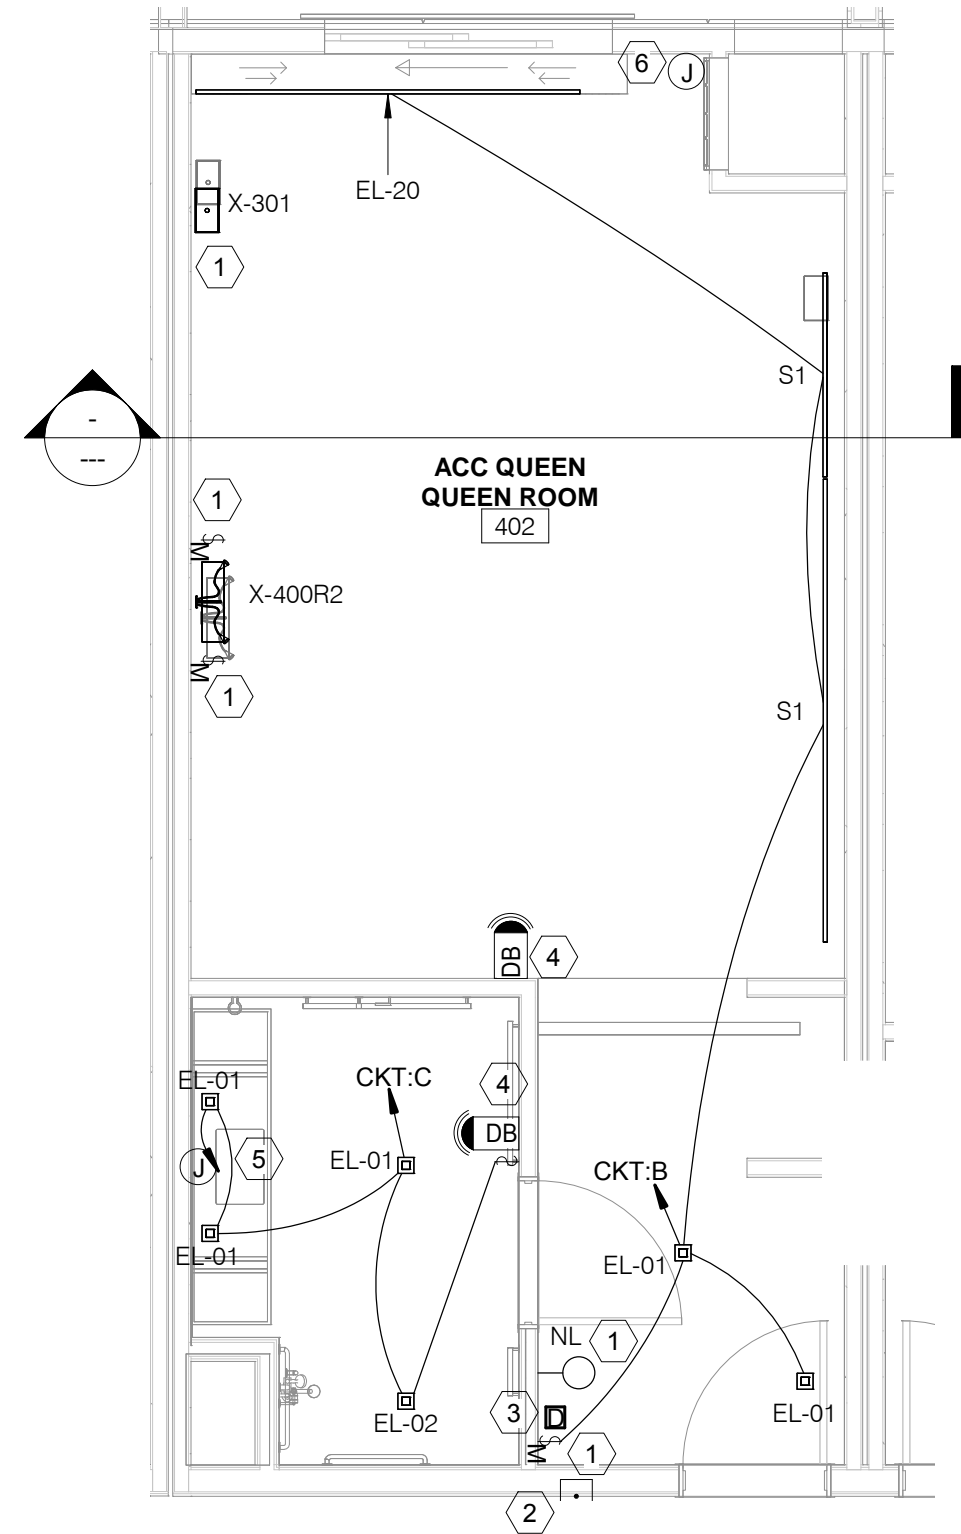 6
J
EL-20
X-301
1
S1
-
---
ACC QUEEN
QUEEN ROOM
402
1
S
M
X-400R2
S
M
1
S1
DB
4
EL-01
CKT:C
4
DB
EL-01
J
5
CKT:B
EL-01
EL-01
NL
1
EL-02
3
D
EL-01
S
M
1
2